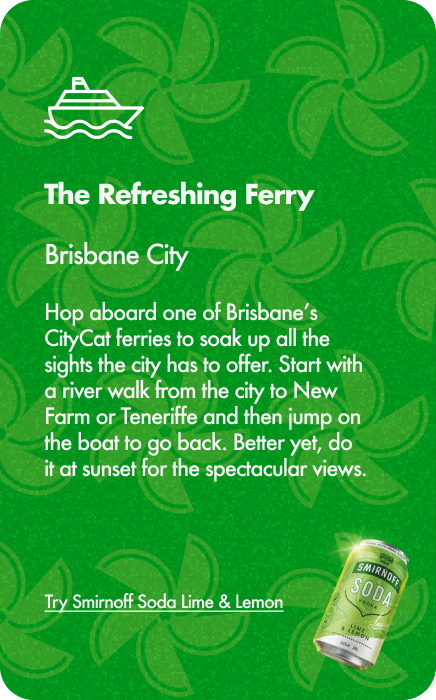 The Refreshing Ferry
Brisbane City
Hop aboard one of Brisbane’s
CityCat ferries to soak up all the
sights the city has to offer. Start with
a river walk from the city to New
Farm or Teneriffe and then jump on
the boat to go back. Better yet, do
it at sunset for the spectacular views.
Try Smirnoff Soda Lime & Lemon
SMIRNOFF
SODA
VODKA
LIME
& LEMON